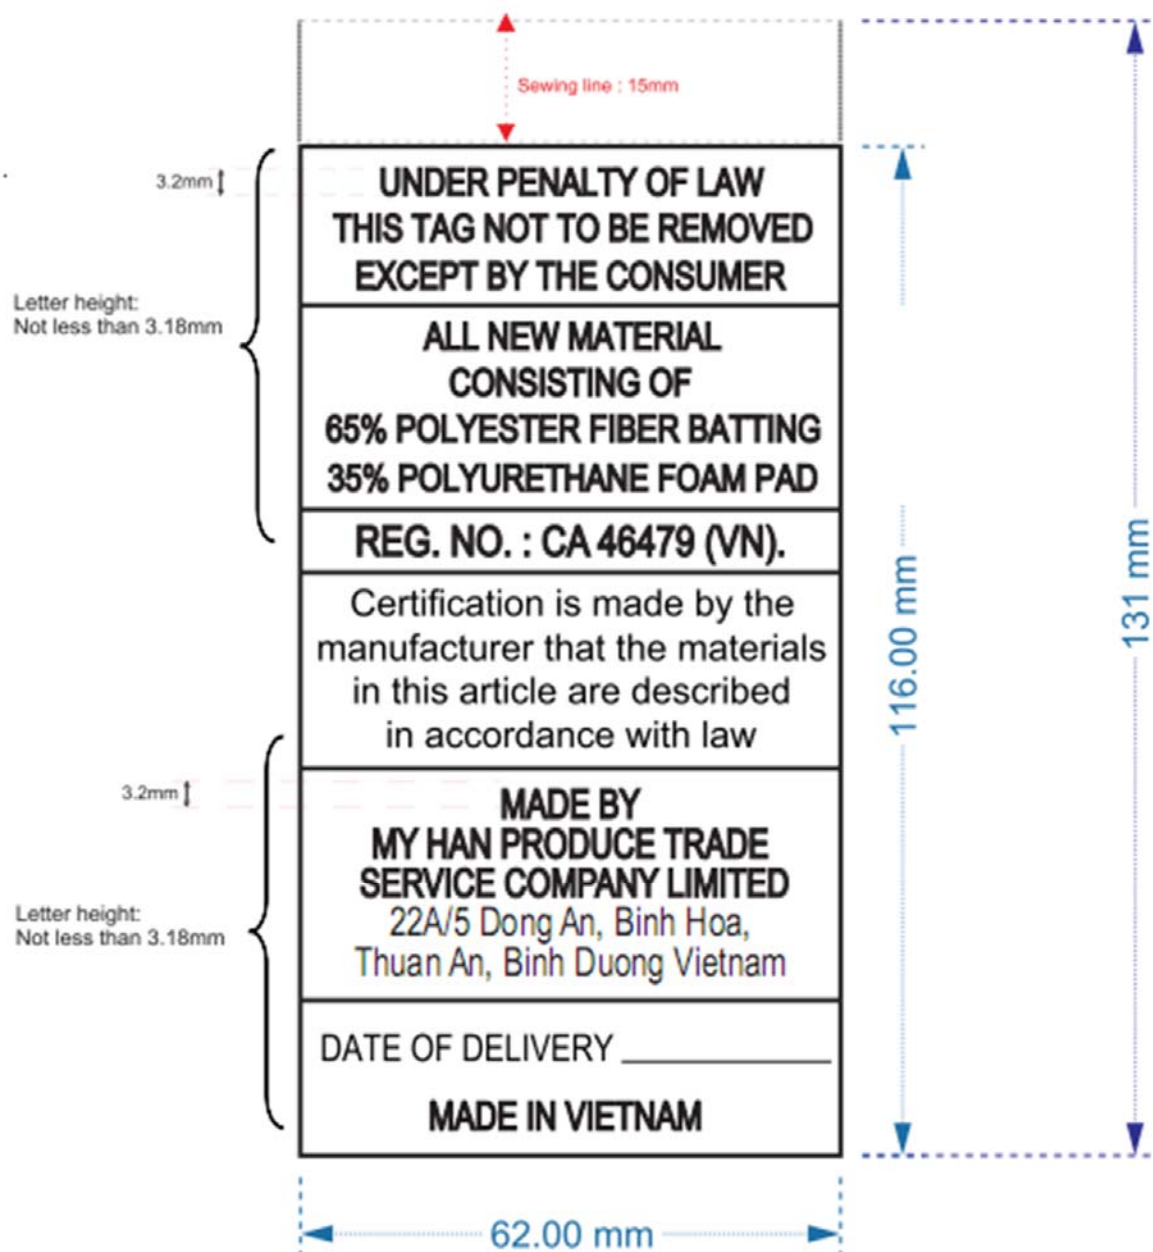 Sewing line : 15mm
3.2mm
UNDER PENALTY OF LAW
THIS TAG NOT TO BE REMOVED
EXCEPT BY THE CONSUMER
Letter height:
Not less than 3.18mm
ALL NEW MATERIAL
CONSISTING OF
65% POLYESTER FIBER BATTING
35% POLYURETHANE FOAM PAD
REG. NO. : CA 46479 (VN).
Certification is made by the
manufacturer that the materials
in this article are described
in accordance with law
116.00 mm
131 mm
3.2mm
MADE BY
MY HAN PRODUCE TRADE
SERVICE COMPANY LIMITED
22A/5 Dong An, Binh Hoa,
Thuan An, Binh Duong Vietnam
Letter height:
Not less than 3.18mm
DATE OF DELIVERY
MADE IN VIETNAM
62.00 mm